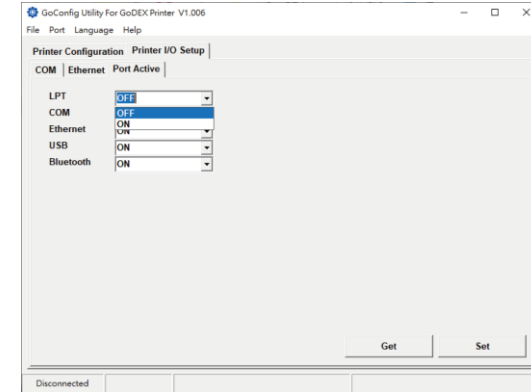 GoConfig Utility For GoDEX Printer V1.006
File Port Language Help
Printer Configuration Printer I/O Setup
COM Ethernet Port Active
LPT OFF
COM OFF
ON
Ethernet ON
USB ON
Bluetooth ON
Get Set
Disconnected